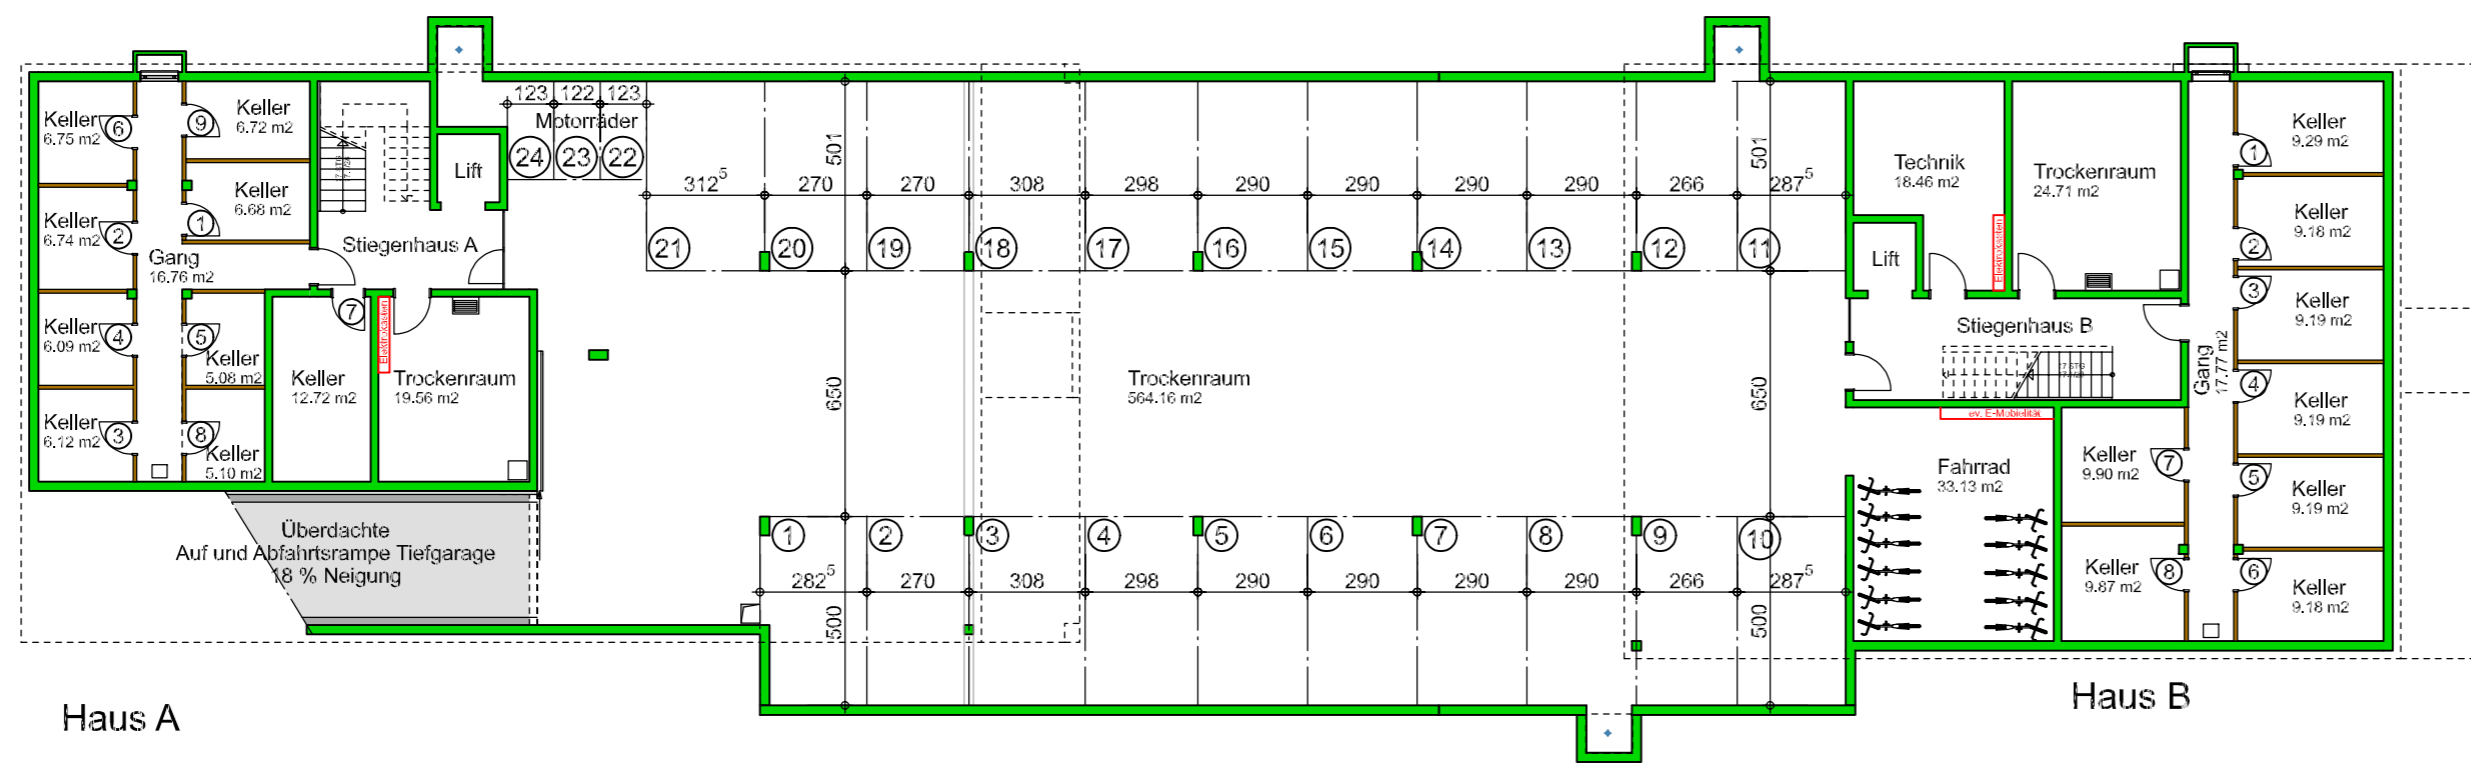 Keller
6.75 m2
6
9
Keller
6.72 m2
Keller
6.74 m2
2
1
Keller
6.68 m2
Gang
16.76 m2
Keller
6.09 m2
4
5
Keller
5.08 m2
Keller
6.12 m2
3
8
Keller
5.10 m2
Stiegenhaus A
Lift
7
Keller
12.72 m2
Elektrokasten
Trockenraum
19.56 m2
Überdachte
Auf und Abfahrtsrampe Tiefgarage
18 % Neigung
Haus A
123 122 123
Motorräder
24 23 22
501
501
312⁵ 270 270 308 298 290 290 290 290 266 287⁵
21 20 19 18 17 16 15 14 13 12 11
650
Trockenraum
564.16 m2
650
1 2 3 4 5 6 7 8 9 10
282⁵ 270 308 298 290 290 290 290 266 287⁵
500
500
Technik
18.46 m2
Elektrokasten
Trockenraum
24.71 m2
Lift
Stiegenhaus B
ev. E-Mobielität
Fahrrad
33.13 m2
Gang
17.77 m2
1
Keller
9.29 m2
2
Keller
9.18 m2
3
Keller
9.19 m2
4
Keller
9.19 m2
5
Keller
9.19 m2
6
Keller
9.18 m2
Keller
9.90 m2
7
Keller
9.87 m2
8
Haus B